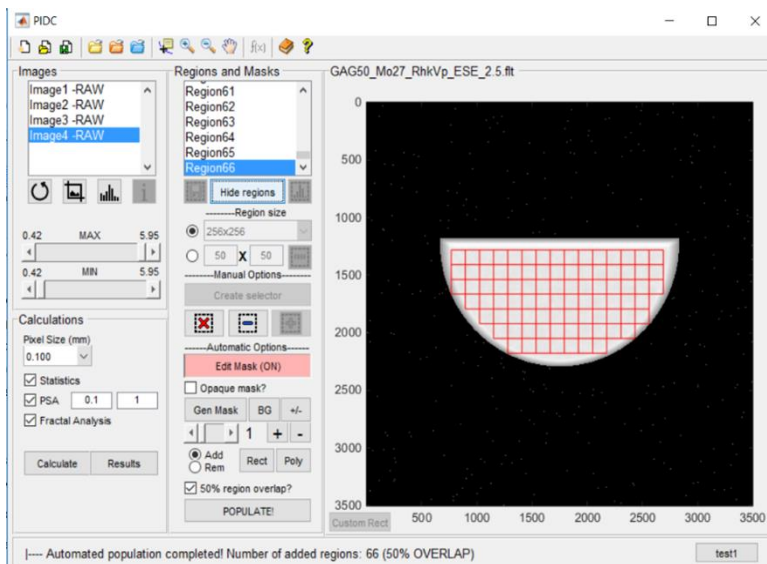 PIDC
f(x)
Images
Image1 -RAW
Image2 -RAW
Image3 -RAW
Image4 -RAW
0.42 MAX 5.95
0.42 MIN 5.95
Calculations
Pixel Size (mm)
0.100
Statistics
PSA 0.1 1
Fractal Analysis
Calculate Results
Regions and Masks
Region61
Region62
Region63
Region64
Region65
Region66
Hide regions
--------Region size
256x256
50 X 50
-------Manual Options-----
Create selector
------Automatic Options------
Edit Mask (ON)
Opaque mask?
Gen Mask BG +/-
1 + -
Add
Rem
Rect Poly
50% region overlap?
POPULATE!
GAG50_Mo27_RhkVp_ESE_2.5.flt
0
500
1000
1500
2000
2500
3000
3500
500 1000 1500 2000 2500 3000 3500
Custom Rect
|---- Automated population completed! Number of added regions: 66 (50% OVERLAP)
test1